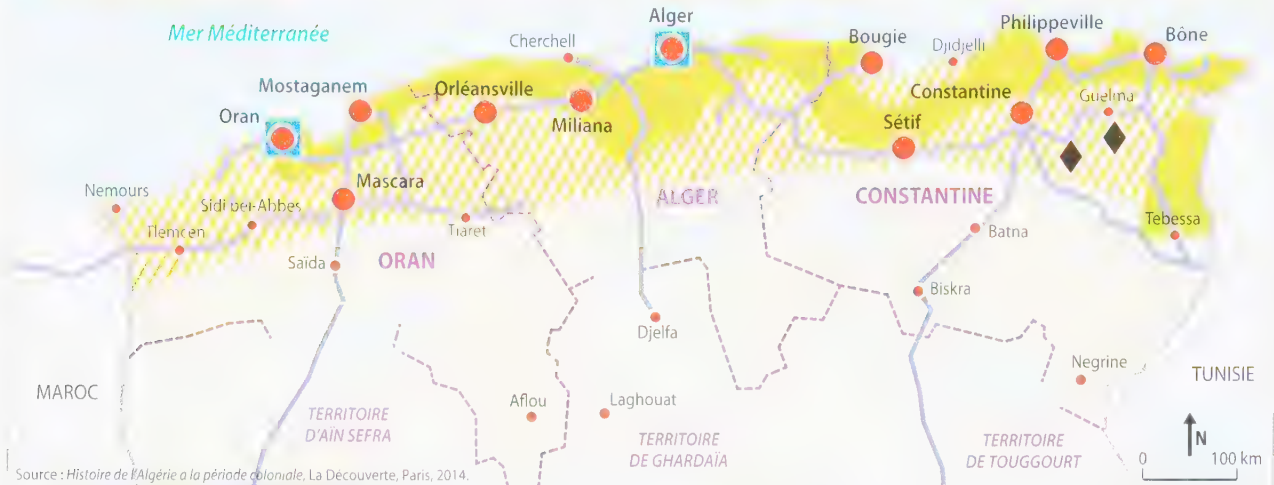 Mer Méditerranée
Alger
Philippeville
Cherchell
Bougie
Djidjelli
Bône
Mostaganem
Orléansville
Constantine
Guelma
Oran
Miliana
Sétif
Nemours
Mascara
ALGER
CONSTANTINE
Sidi bel-Abbes
Tlemcen
Tiaret
Batna
Tebessa
Saïda
ORAN
Biskra
Djelfa
Negrine
TUNISIE
MAROC
Aflou
Laghouat
TERRITOIRE
D'AÏN SEFRA
TERRITOIRE
DE GHARDAÏA
TERRITOIRE
DE TOUGGOURT
N
0 100 km
Source : Histoire de l'Algérie a la période coloniale, La Découverte, Paris, 2014.